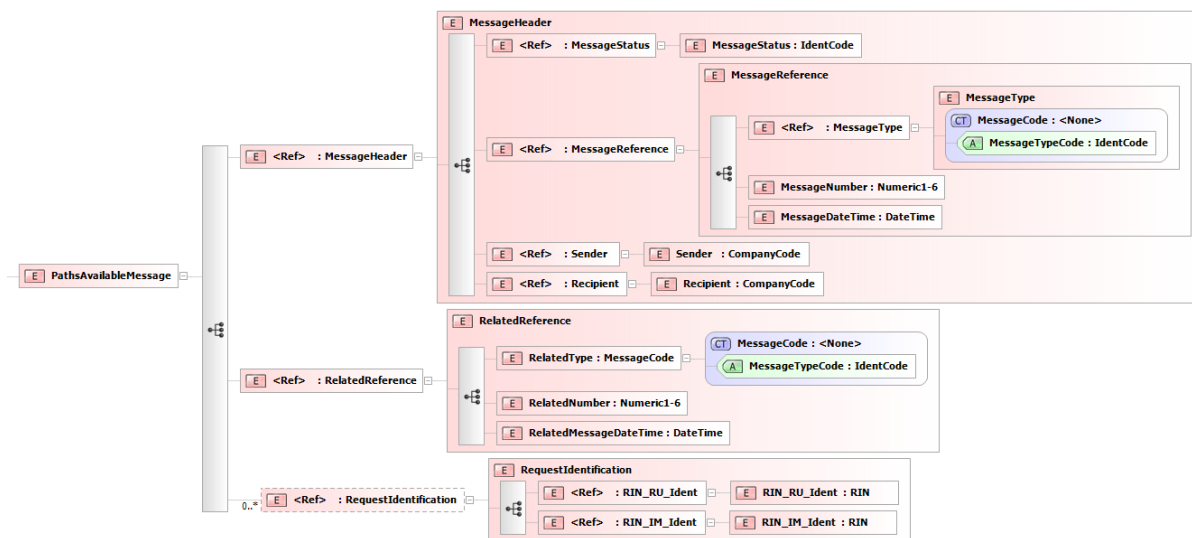 E MessageHeader
E <Ref> : MessageStatus
E MessageStatus : IdentCode
E MessageReference
E MessageType
CT MessageCode : <None>
A MessageTypeCode : IdentCode
E <Ref> : MessageType
E <Ref> : MessageHeader
E <Ref> : MessageReference
E MessageNumber : Numeric1-6
E MessageDateTime : DateTime
E <Ref> : Sender
E Sender : CompanyCode
E <Ref> : Recipient
E Recipient : CompanyCode
E PathsAvailableMessage
E RelatedReference
E RelatedType : MessageCode
CT MessageCode : <None>
A MessageTypeCode : IdentCode
E <Ref> : RelatedReference
E RelatedNumber : Numeric1-6
E RelatedMessageDateTime : DateTime
E RequestIdentification
0..* E <Ref> : RequestIdentification
E <Ref> : RIN_RU_Ident
E RIN_RU_Ident : RIN
E <Ref> : RIN_IM_Ident
E RIN_IM_Ident : RIN